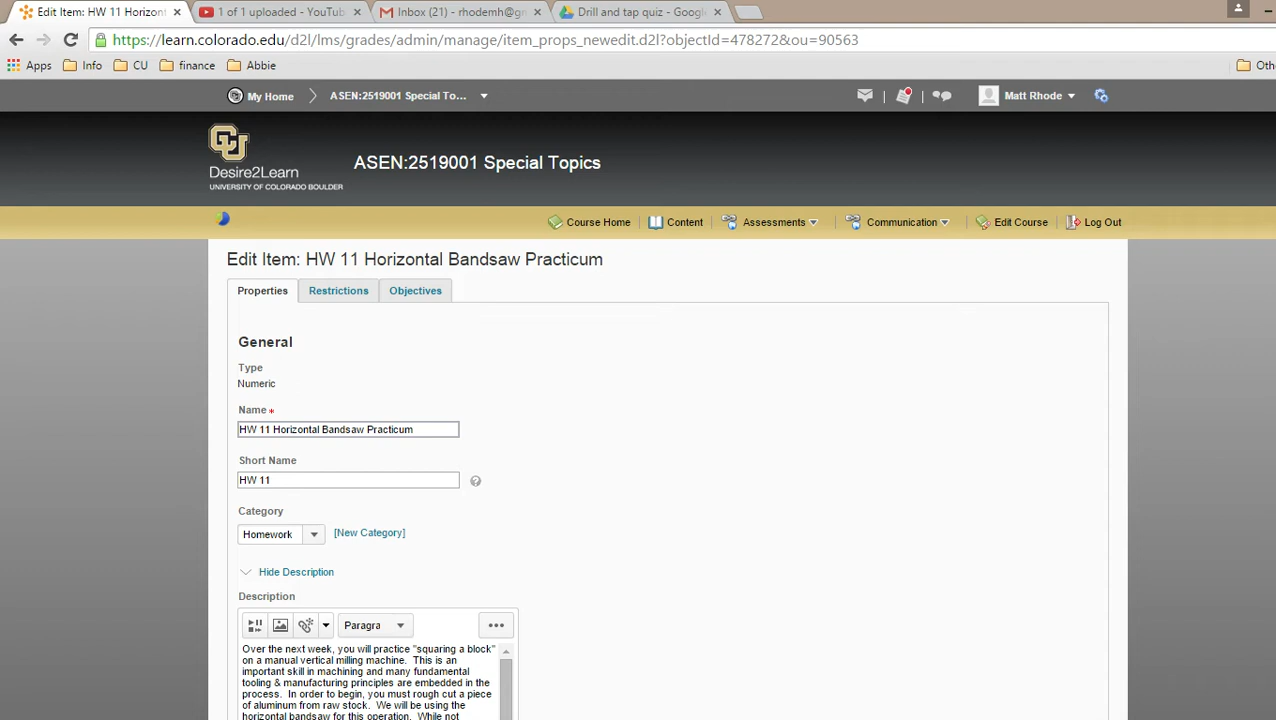 Edit Item: HW 11 Horizont
1 of 1 uploaded - YouTub
Inbox (21) - rhodemh@gm
Drill and tap quiz - Google
https://learn.colorado.edu/d2l/lms/grades/admin/manage/item_props_newedit.d2l?objectId=478272&ou=90563
Apps Info CU finance Abbie Oth
My Home ASEN:2519001 Special To... Matt Rhode
CU
Desire2Learn
UNIVERSITY OF COLORADO BOULDER
ASEN:2519001 Special Topics
Course Home Content Assessments Communication Edit Course Log Out
Edit Item: HW 11 Horizontal Bandsaw Practicum
Properties Restrictions Objectives
General
Type
Numeric
Name *
HW 11 Horizontal Bandsaw Practicum
Short Name
HW 11
Category
Homework [New Category]
Hide Description
Description
Paragra
Over the next week, you will practice "squaring a block"
on a manual vertical milling machine. This is an
important skill in machining and many fundamental
tooling & manufacturing principles are embedded in the
process. In order to begin, you must rough cut a piece
of aluminum from raw stock. We will be using the
horizontal bandsaw for this operation. While not